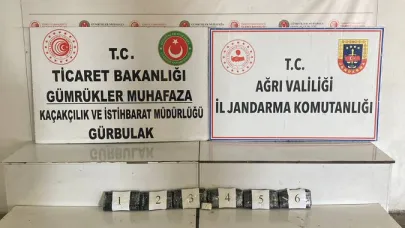 T.C.
TİCARET BAKANLIĞI
GÜMRÜKLER MUHAFAZA
KAÇAKÇILIK VE İSTİHBARAT MÜDÜRLÜĞÜ
GÜRBULAK
T.C.
AĞRI VALİLİĞİ
İL JANDARMA KOMUTANLIĞI
1 2 3 4 5 6